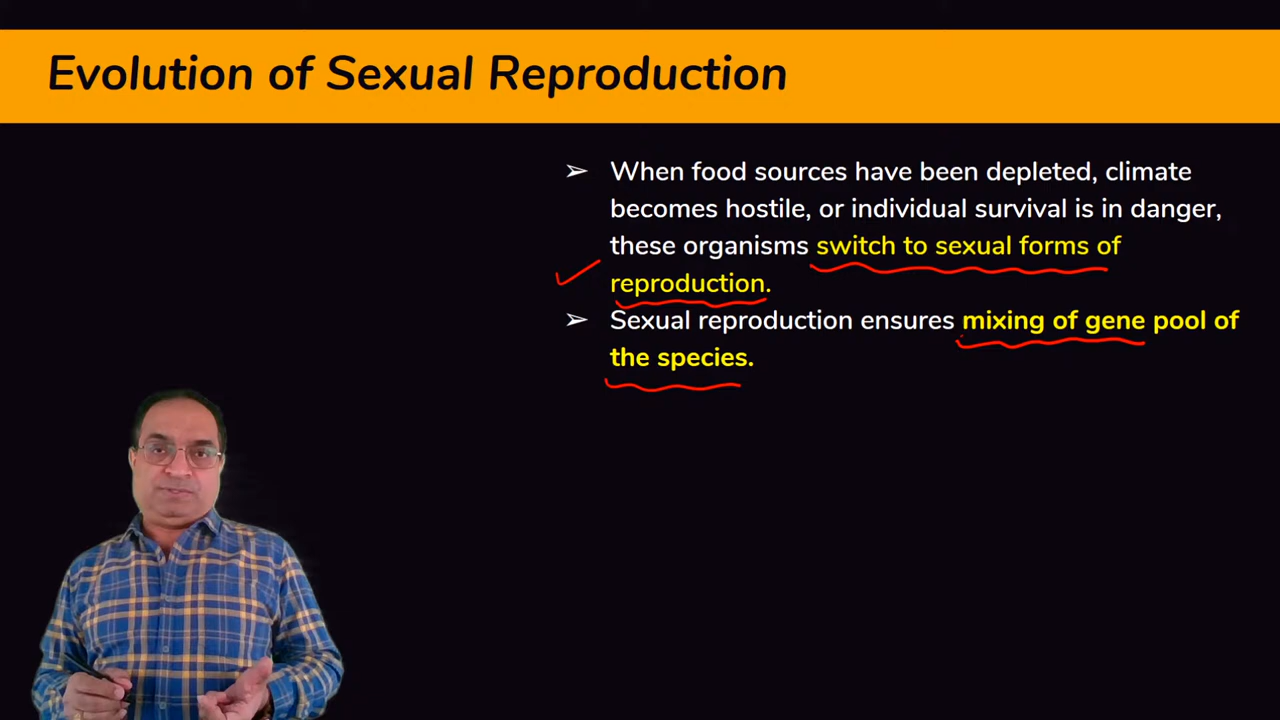 Evolution of Sexual Reproduction
➢ When food sources have been depleted, climate
becomes hostile, or individual survival is in danger,
these organisms switch to sexual forms of
reproduction.
➢ Sexual reproduction ensures mixing of gene pool of
the species.